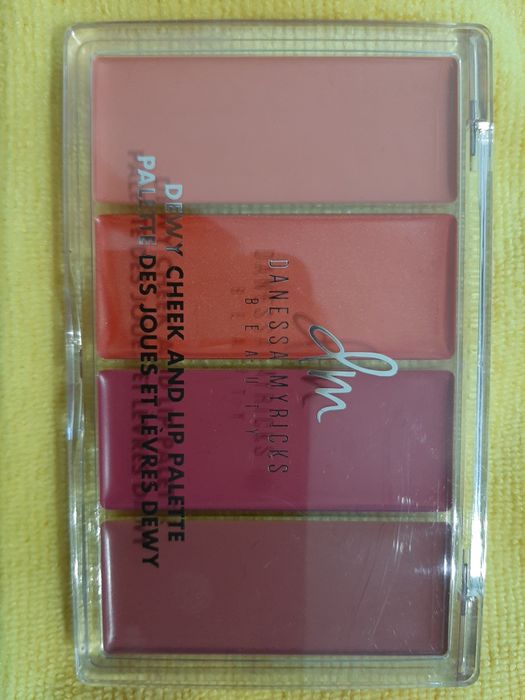 dm
DANESSA MYRICKS
BEAUTY
DEWY CHEEK AND LIP PALETTE
PALETTE DES JOUES ET LÈVRES DEWY